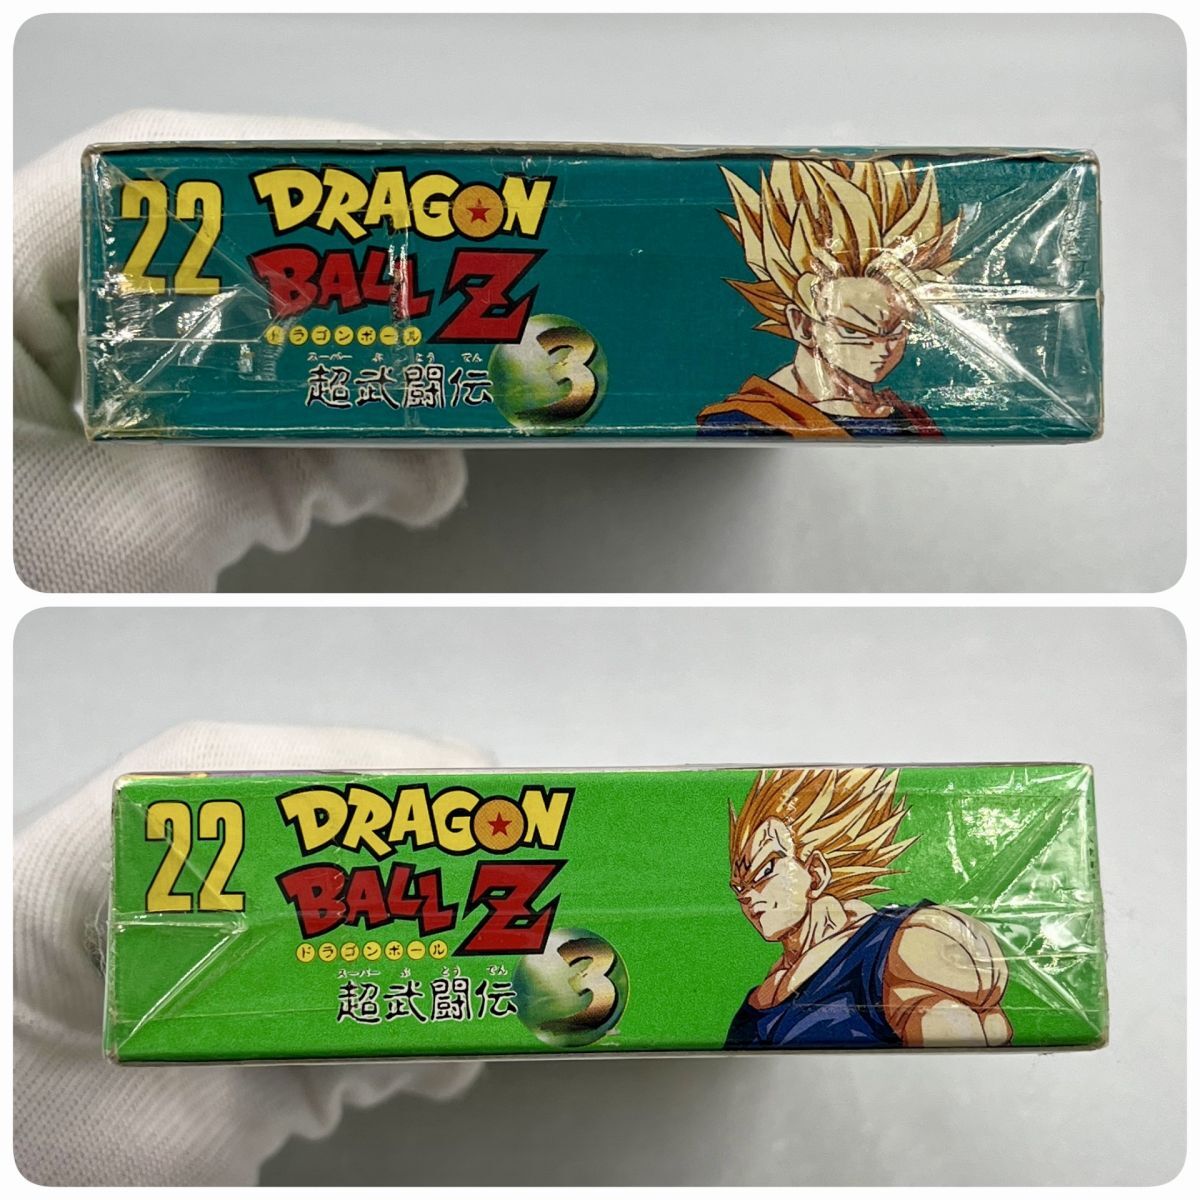 22
DRAGON
BALL Z
ドラゴンボール
スーパー ぶ とう でん
超武闘伝3
22
DRAGON
BALL Z
ドラゴンボール
スーパー ぶ とう でん
超武闘伝3